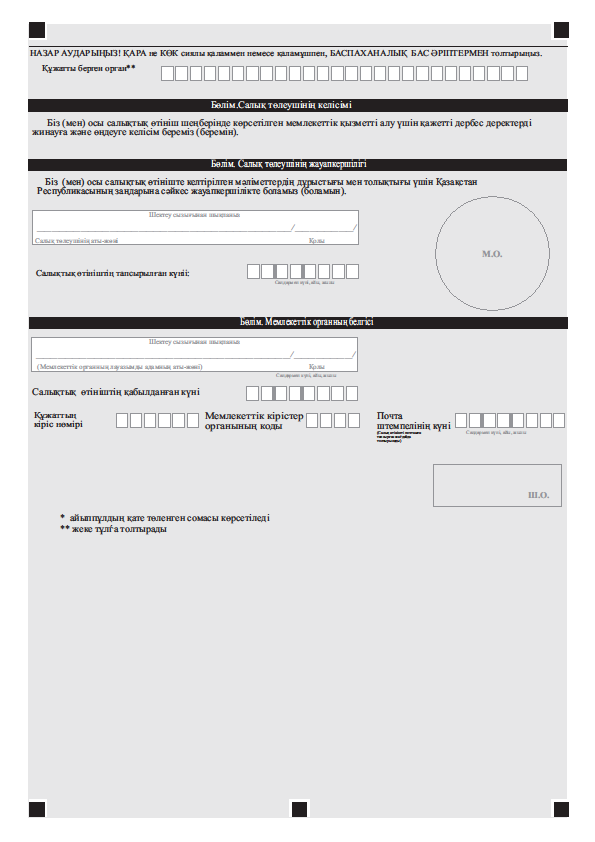 НАЗАР АУДАРЫҢЫЗ! ҚАРА не КӨК сиялы қаламмен немесе қаламұшпен, БАСПАХАНАЛЫҚ БАС ӘРІПТЕРМЕН толтырыңыз.
Құжатты берген орган**
Бөлім.Салық төлеушінің келісімі
Біз (мен) осы салықтық өтініш шеңберінде көрсетілген мемлекеттік қызметті алу үшін қажетті дербес деректерді
жинауға және өңдеуге келісім береміз (беремін).
Бөлім. Салық төлеушінің жауапкершілігі
Біз (мен) осы салықтық өтініште келтірілген мәліметтердің дұрыстығы мен толықтығы үшін Қазақстан
Республикасының заңдарына сәйкес жауапкершілікте боламыз (боламын).
Шектеу сызығынан шықпаңыз
Салық төлеушінің аты-жөні Қолы
М.О.
Салықтық өтініштің тапсырылған күнії:
Сандармен күні, айы, жылы
Бөлім. Мемлекеттік органның белгісі
Шектеу сызығынан шықпаңыз
(Мемлекеттік органның лауазымды адамның аты-жөні) Қолы
Сандармен күні, айы, жылы
Салықтық өтініштің қабылданған күні
Құжаттың
кіріс нөмірі
Мемлекеттік кірістер
органының коды
Почта
штемпелінің күні
Сандармен күні, айы, жылы
Ш.О.
* айыппұлдың қате төленген сомасы көрсетіледі
** жеке тұлға толтырады